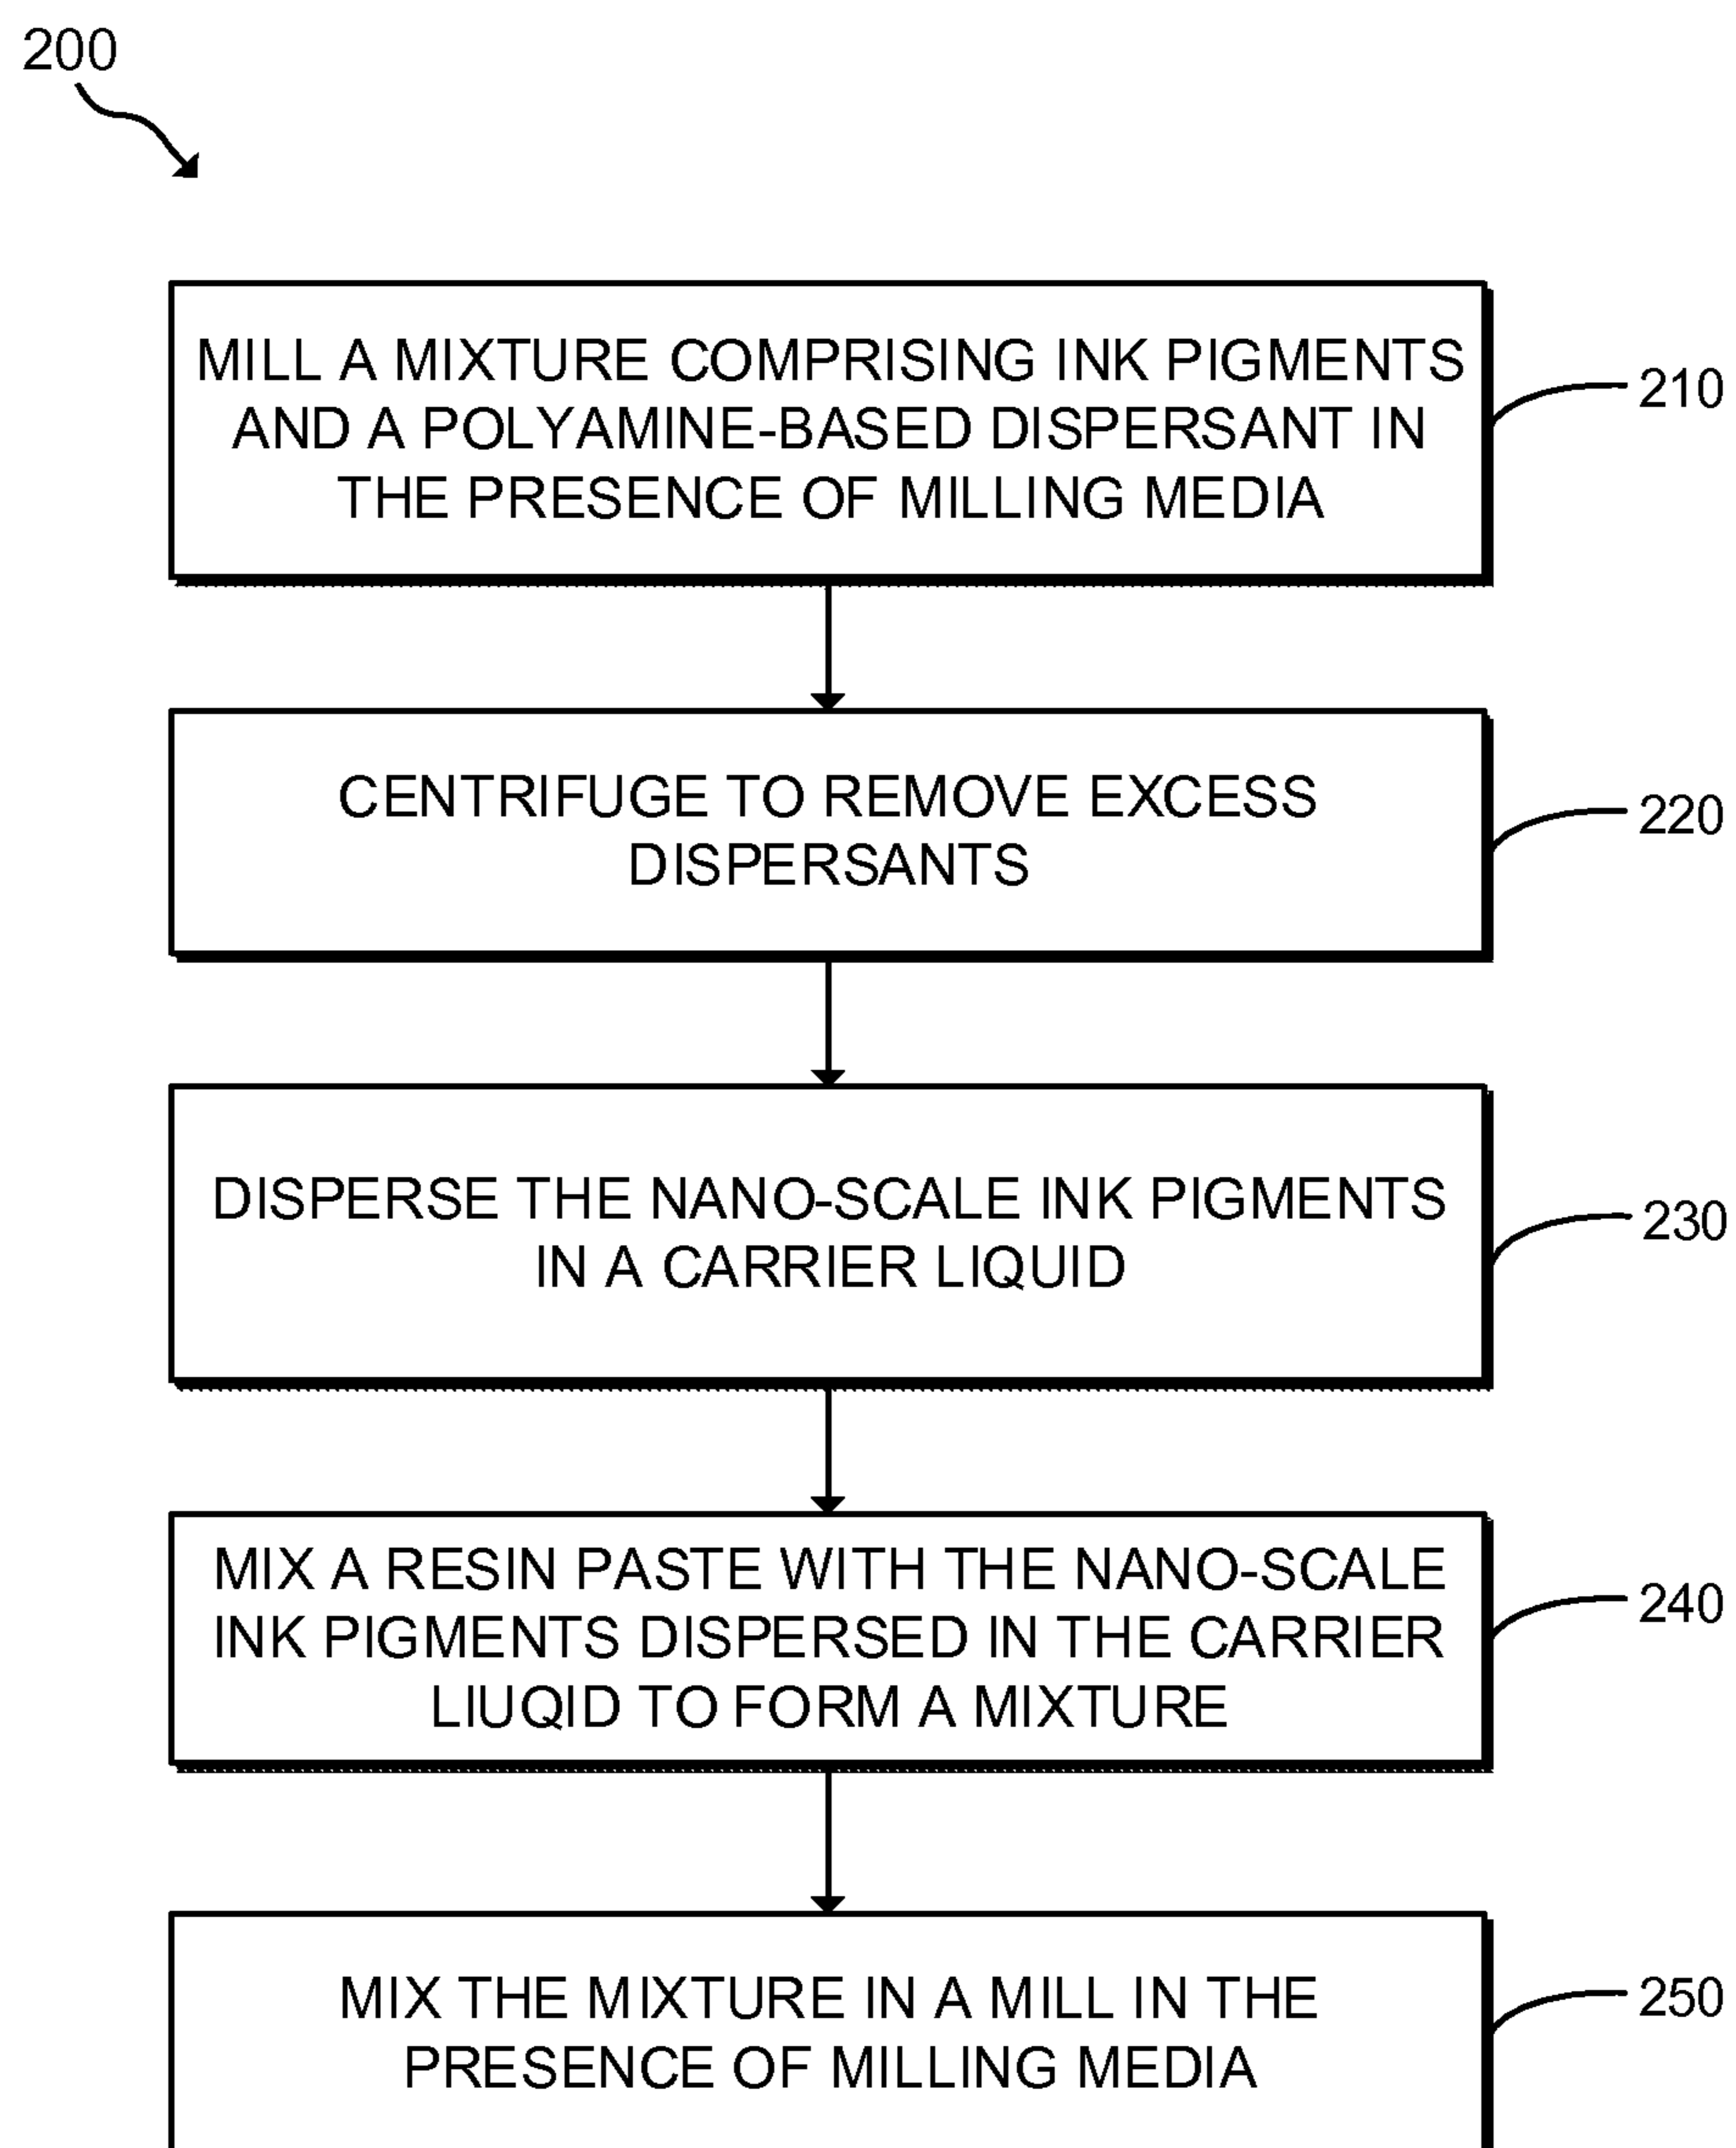 200
MILL A MIXTURE COMPRISING INK PIGMENTS
AND A POLYAMINE-BASED DISPERSANT IN
THE PRESENCE OF MILLING MEDIA
210
CENTRIFUGE TO REMOVE EXCESS
DISPERSANTS
220
DISPERSE THE NANO-SCALE INK PIGMENTS
IN A CARRIER LIQUID
230
MIX A RESIN PASTE WITH THE NANO-SCALE
INK PIGMENTS DISPERSED IN THE CARRIER
LIUQID TO FORM A MIXTURE
240
MIX THE MIXTURE IN A MILL IN THE
PRESENCE OF MILLING MEDIA
250